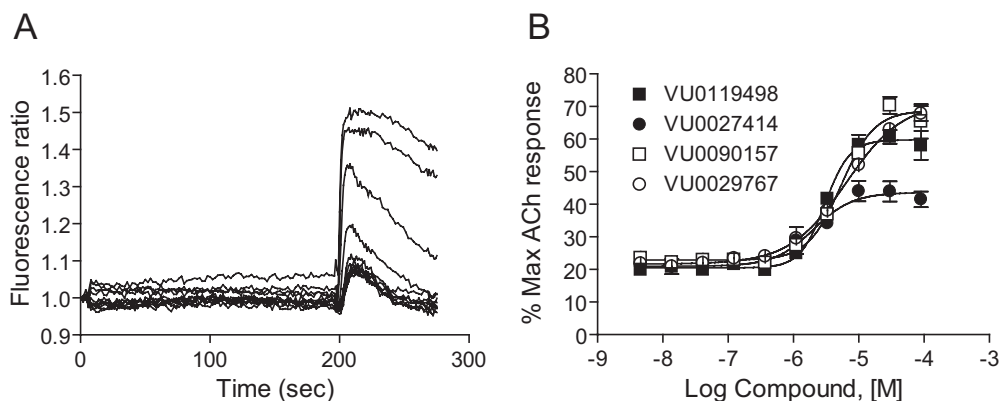 A
Fluorescence ratio
1.6
1.5
1.4
1.3
1.2
1.1
1.0
0.9
0 100 200 300
Time (sec)
B
% Max ACh response
80
70
60
50
40
30
20
10
0
VU0119498
VU0027414
VU0090157
VU0029767
-9 -8 -7 -6 -5 -4 -3
Log Compound, [M]